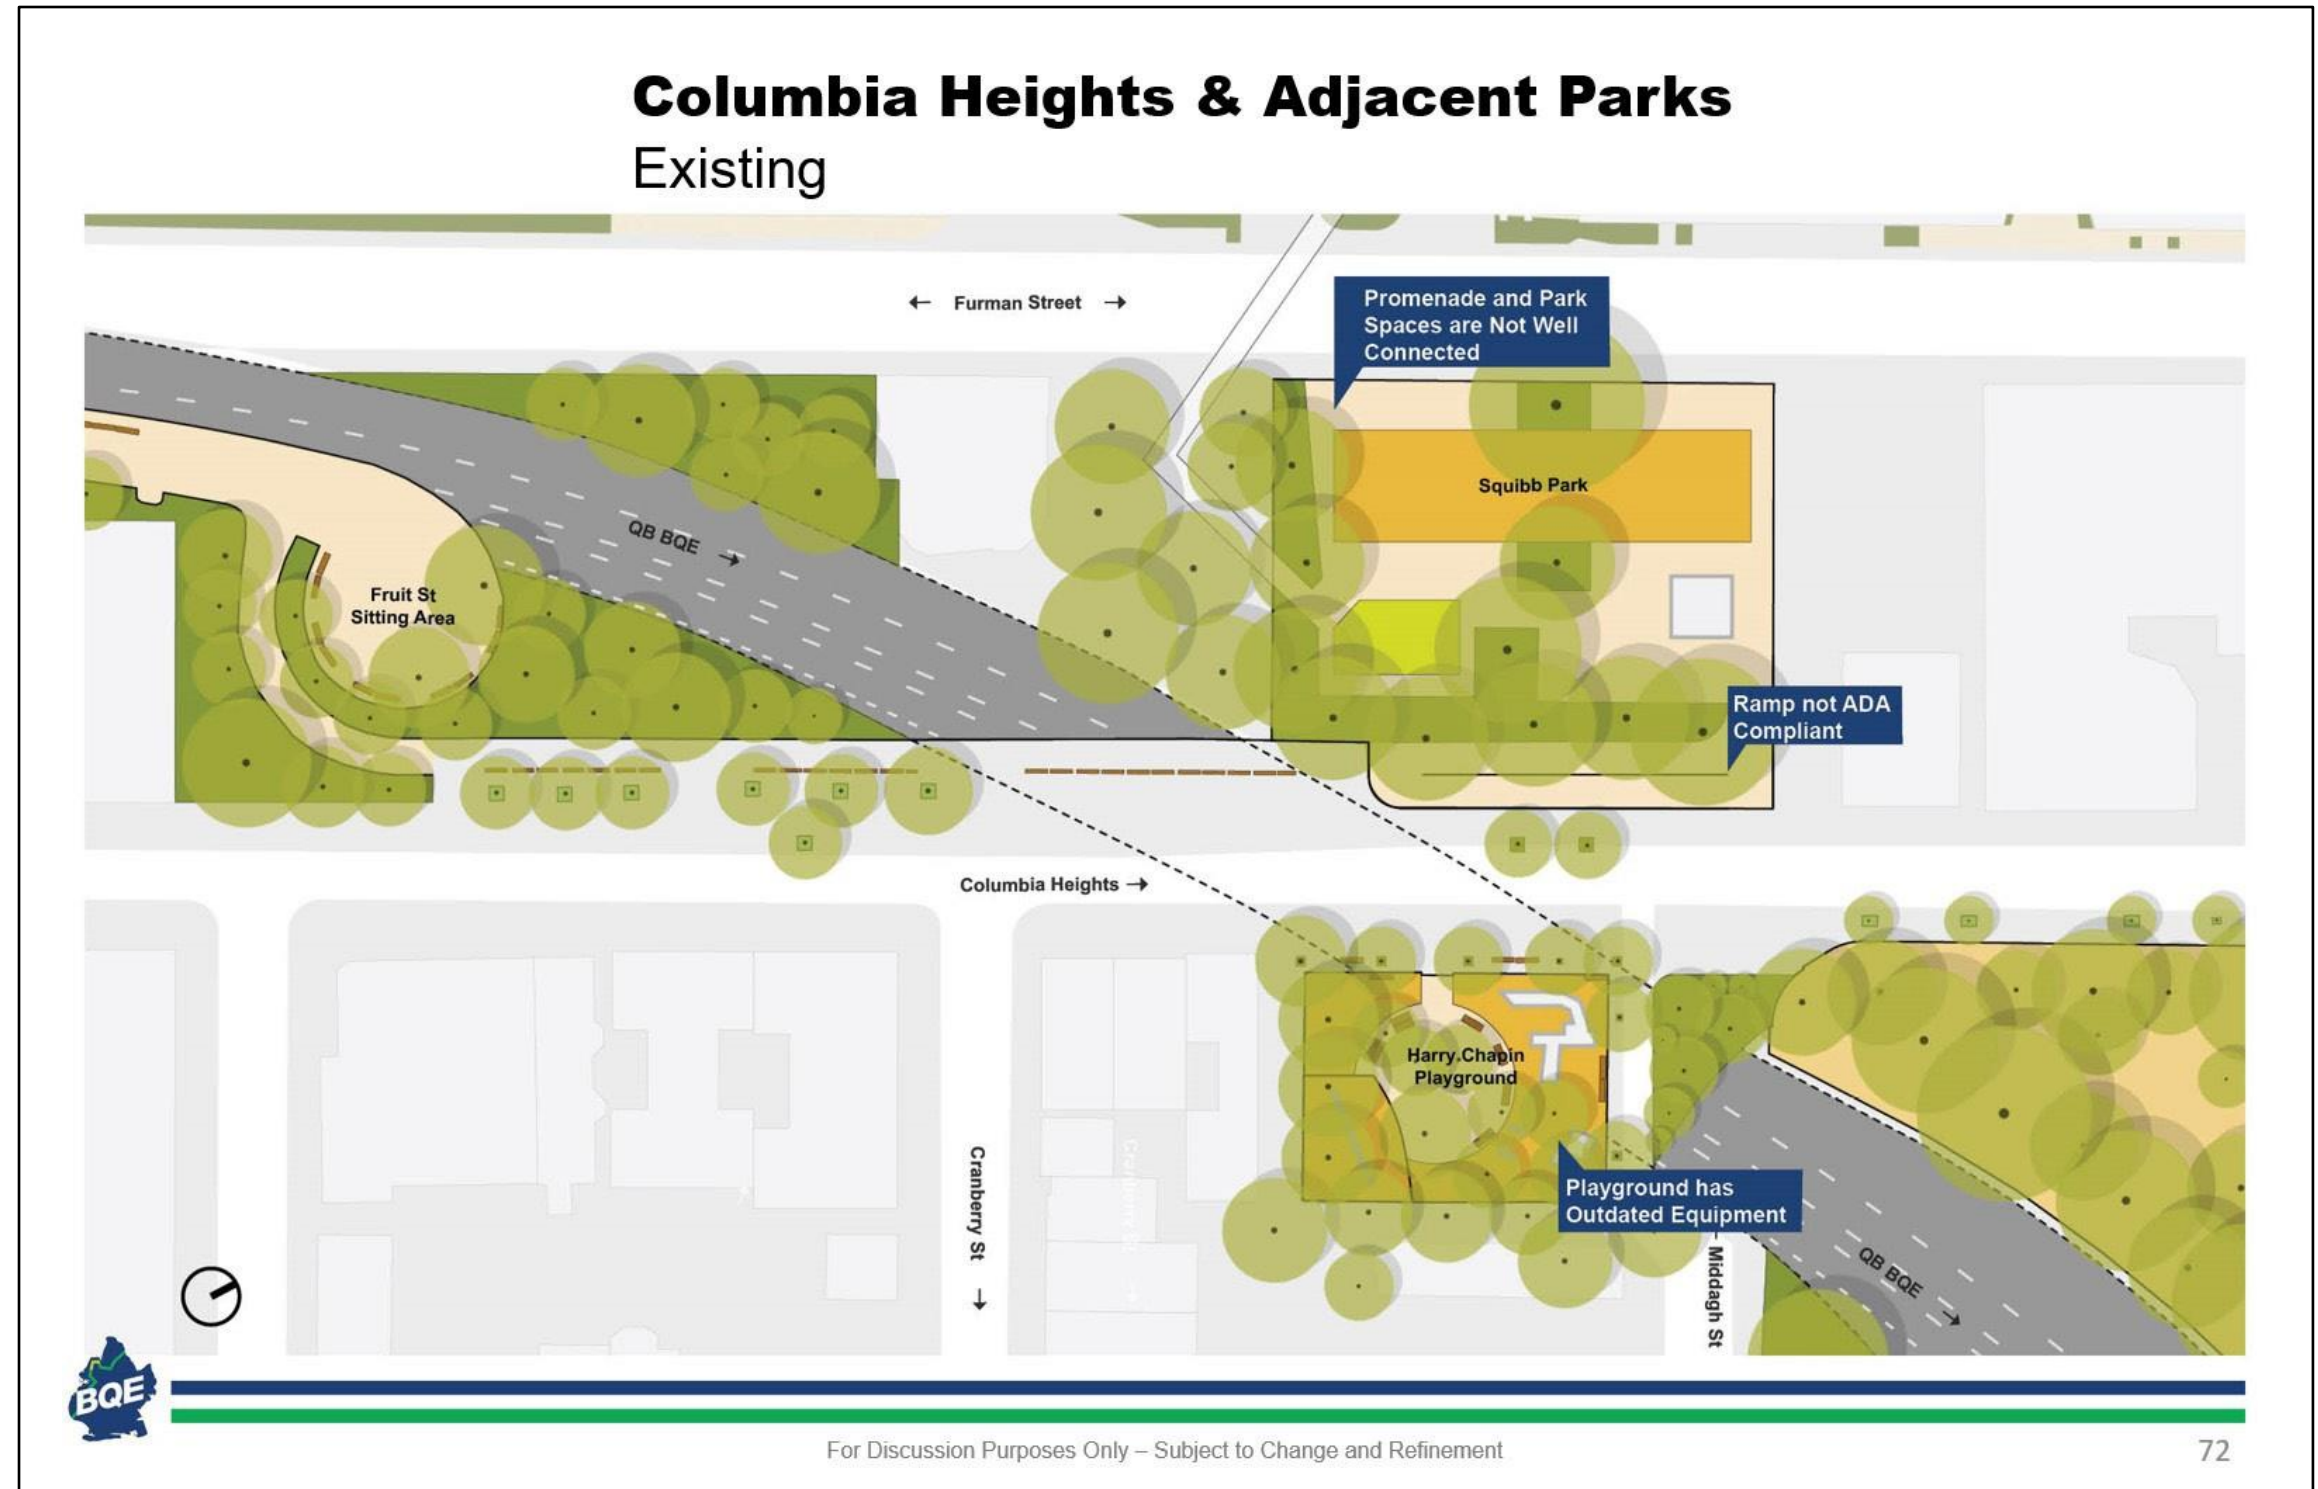 Columbia Heights & Adjacent Parks
Existing
← Furman Street →
Promenade and Park
Spaces are Not Well
Connected
Squibb Park
QB BQE →
Fruit St
Sitting Area
Ramp not ADA
Compliant
Columbia Heights →
Harry Chapin
Playground
Cranberry St →
Playground has
Outdated Equipment
Middagh St
QB BQE →
BQE
For Discussion Purposes Only – Subject to Change and Refinement
72